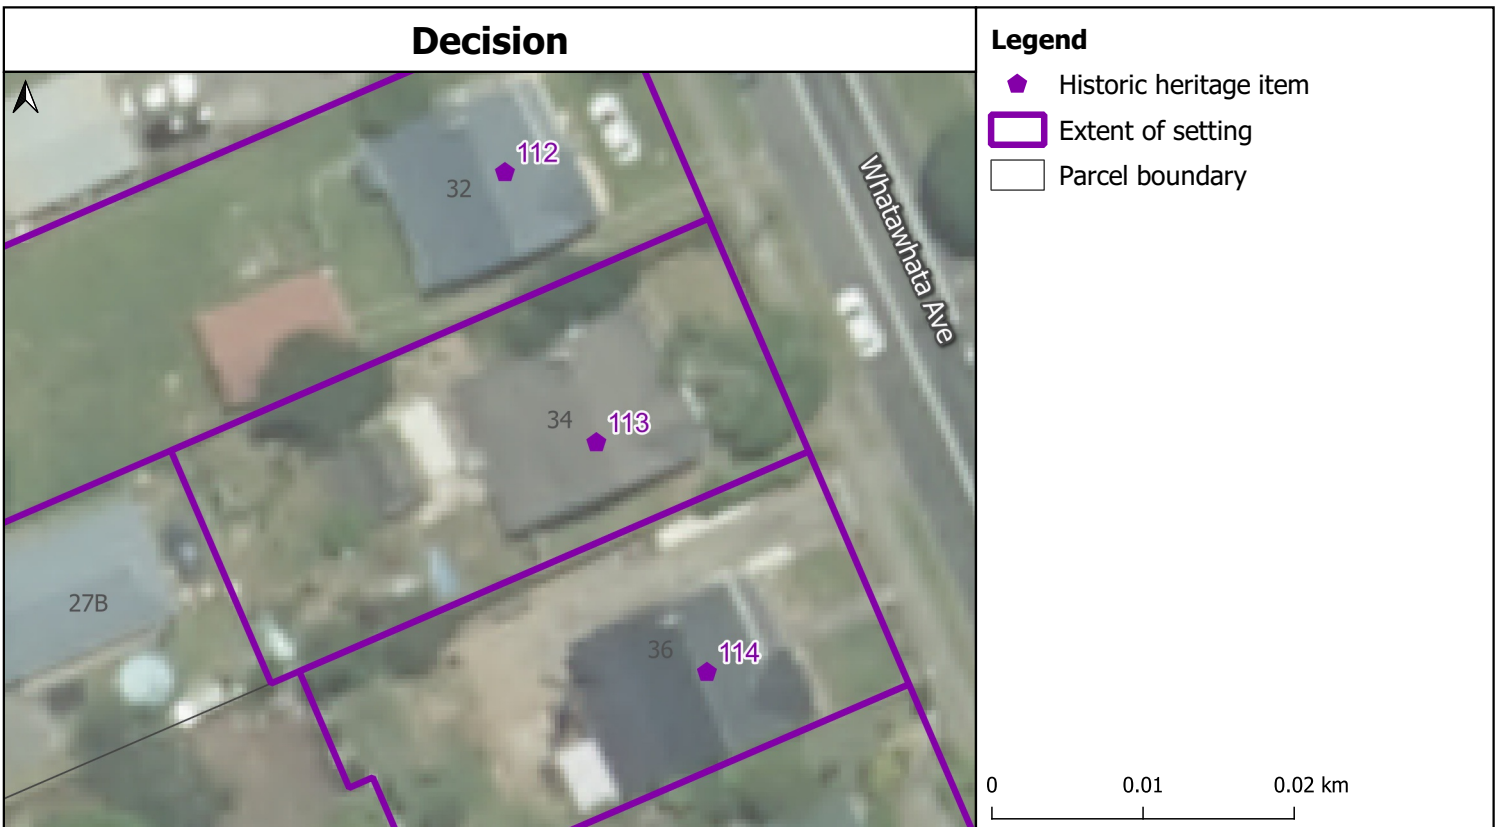 Decision
Legend
Historic heritage item
Extent of setting
Parcel boundary
112
32
Whatawhata Ave
34
113
27B
36
114
0
0.01
0.02 km